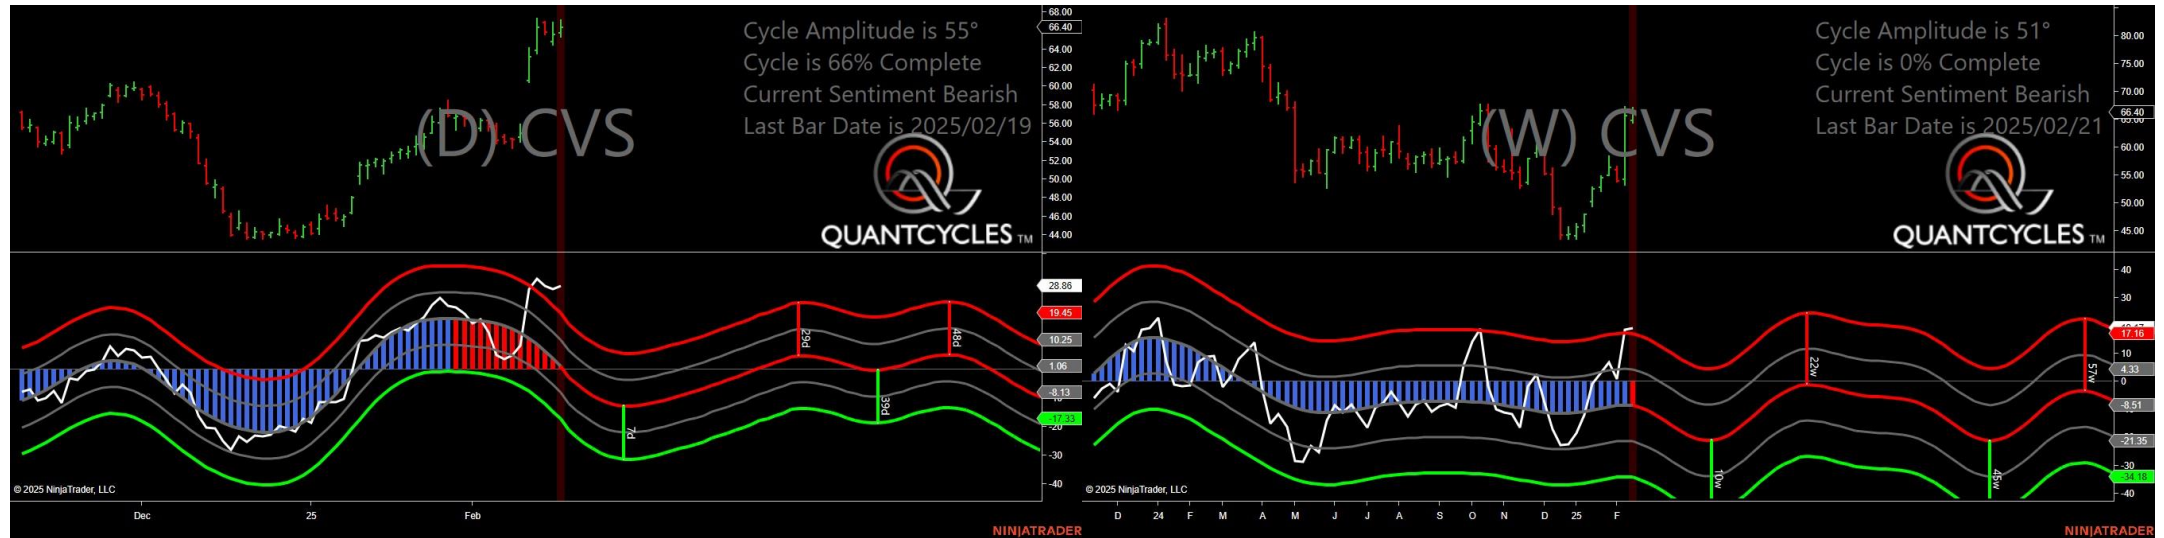 Cycle Amplitude is 55°
Cycle is 66% Complete
Current Sentiment Bearish
Last Bar Date is 2025/02/19
(D) CVS
QUANTCYCLES TM
68.00
66.40
64.00
62.00
60.00
58.00
56.00
54.00
52.00
50.00
48.00
46.00
44.00
28.86
19.45
10.25
1.06
-8.13
-17.33
-20
-30
-40
7d
29d
39d
48d
© 2025 NinjaTrader, LLC
Dec
25
Feb
NINJATRADER
Cycle Amplitude is 51°
Cycle is 0% Complete
Current Sentiment Bearish
Last Bar Date is 2025/02/21
(W) CVS
QUANTCYCLES TM
80.00
75.00
70.00
66.40
65.00
60.00
55.00
50.00
45.00
40
30
17.16
10
4.33
0
-8.51
-21.35
-30
-34.18
-40
10w
22w
45w
57w
© 2025 NinjaTrader, LLC
D 24 F M A M J J A S O N D 25 F
NINJATRADER